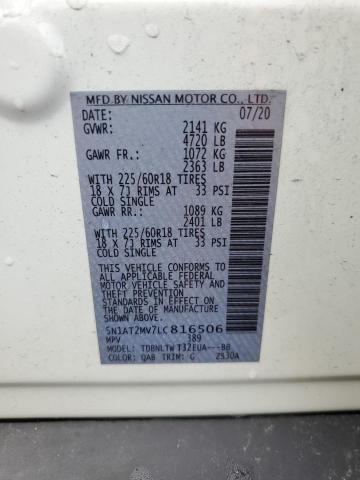 MFD BY NISSAN MOTOR CO., LTD.
DATE: 07/20
GVWR: 2141 KG
4720 LB
GAWR FR.: 1072 KG
2363 LB
WITH 225/60R18 TIRES
18 X 7J RIMS AT 33 PSI
COLD SINGLE
GAWR RR.: 1089 KG
2401 LB
WITH 225/60R18 TIRES
18 X 7J RIMS AT 33 PSI
COLD SINGLE
THIS VEHICLE CONFORMS TO
ALL APPLICABLE FEDERAL
MOTOR VEHICLE SAFETY AND
THEFT PREVENTION
STANDARDS IN EFFECT ON
THE DATE OF MANUFACTURE
SHOWN ABOVE.
5N1AT2MV7LC816506
MPV 389
MODEL: TDBNLTWT32EUA---BB
COLOR: QAB TRIM: G ZS30A